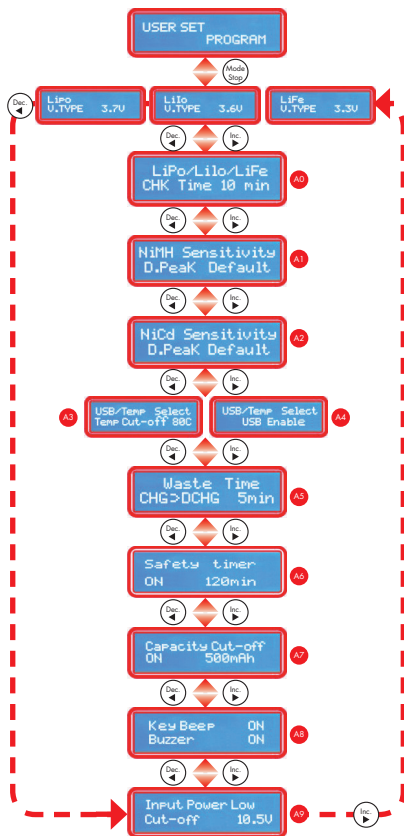 USER SET
PROGRAM
Mode
Stop
Dec.
LiPo
V.TYPE 3.7V
LiIo
V.TYPE 3.6V
LiFe
V.TYPE 3.3V
Dec.
Inc.
LiPo/LiIo/LiFe
CHK Time 10 min
A0
Dec.
Inc.
NiMH Sensitivity
D.Peak Default
A1
Dec.
Inc.
NiCd Sensitivity
D.Peak Default
A2
Dec.
Inc.
A3
USB/Temp Select
Temp Cut-off 80C
USB/Temp Select
USB Enable
A4
Dec.
Inc.
Waste Time
CHG>DCHG 5min
A5
Dec.
Inc.
Safety timer
ON 120min
A6
Dec.
Inc.
Capacity Cut-off
ON 500mAh
A7
Dec.
Inc.
Key Beep ON
Buzzer ON
A8
Dec.
Inc.
Input Power Low
Cut-off 10.5V
A9
Inc.